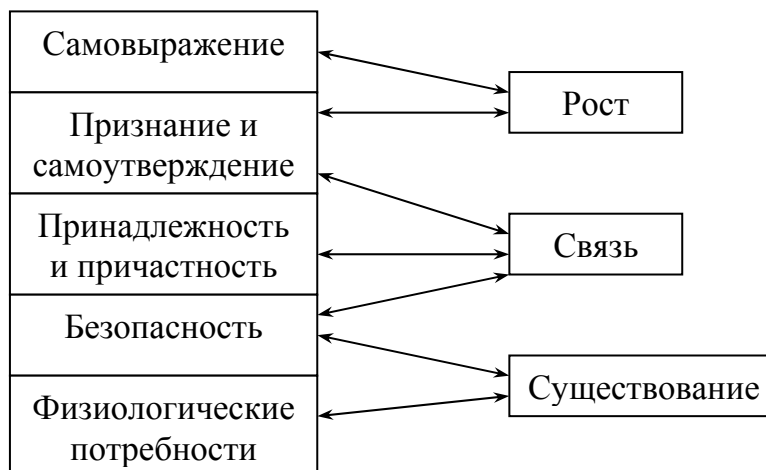 Самовыражение
Признание и
самоутверждение
Принадлежность
и причастность
Безопасность
Физиологические
потребности
Рост
Связь
Существование